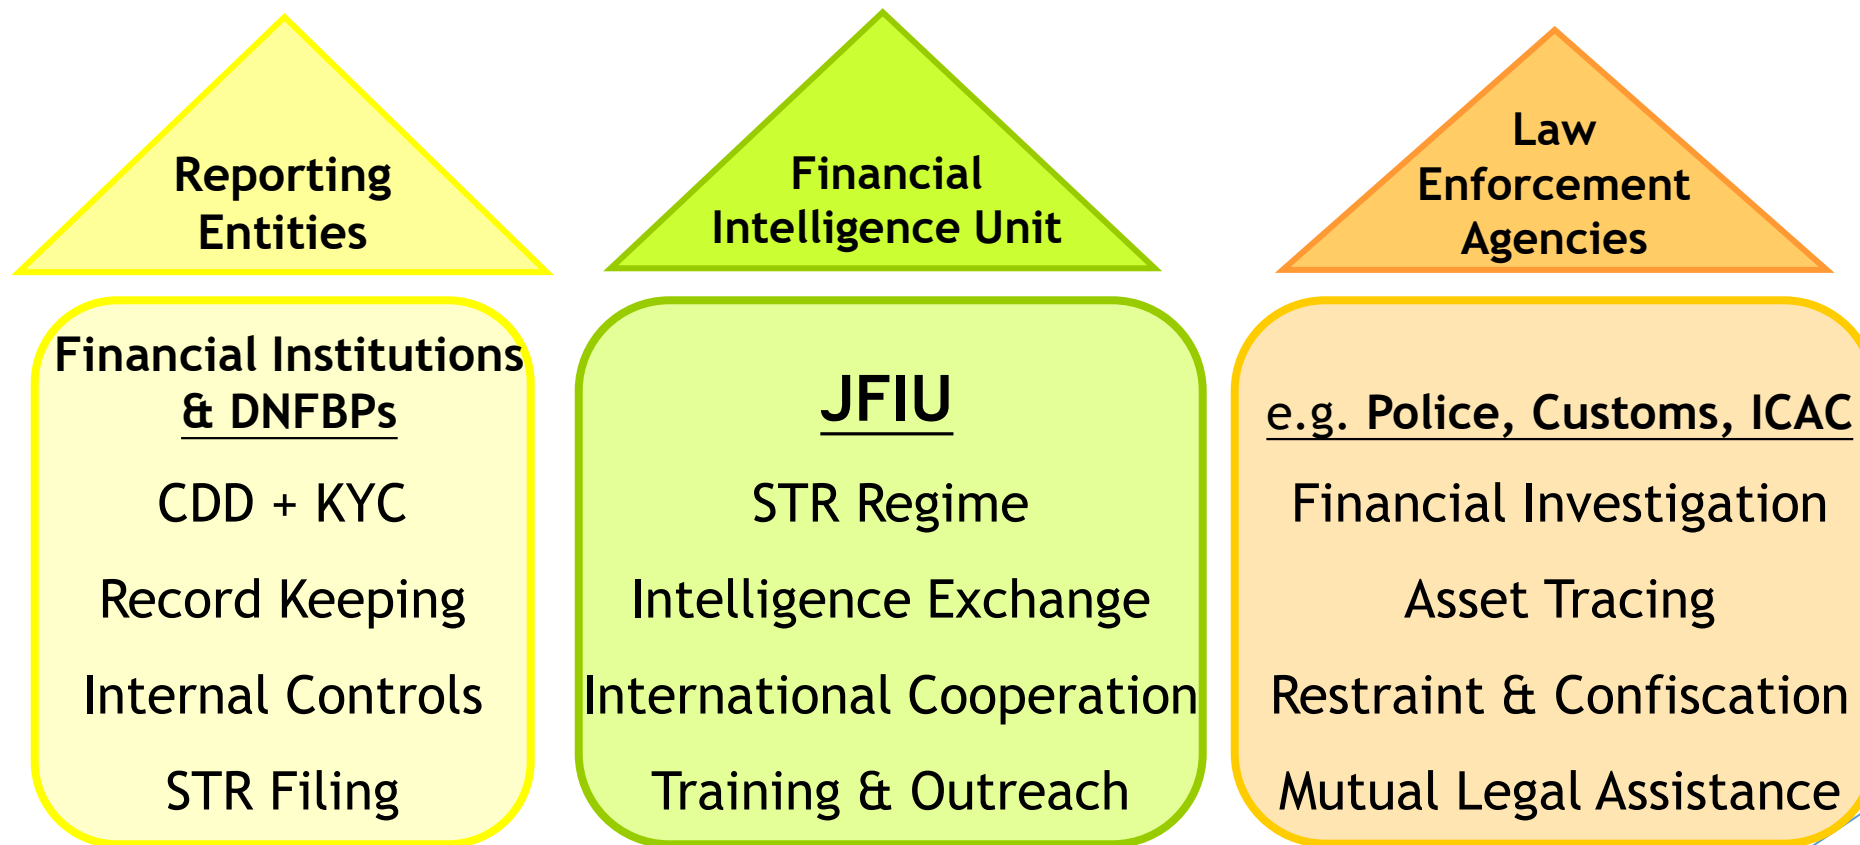 Reporting
Entities
Financial Institutions
& DNFBPs
CDD + KYC
Record Keeping
Internal Controls
STR Filing
Financial
Intelligence Unit
JFIU
STR Regime
Intelligence Exchange
International Cooperation
Training & Outreach
Law
Enforcement
Agencies
e.g. Police, Customs, ICAC
Financial Investigation
Asset Tracing
Restraint & Confiscation
Mutual Legal Assistance